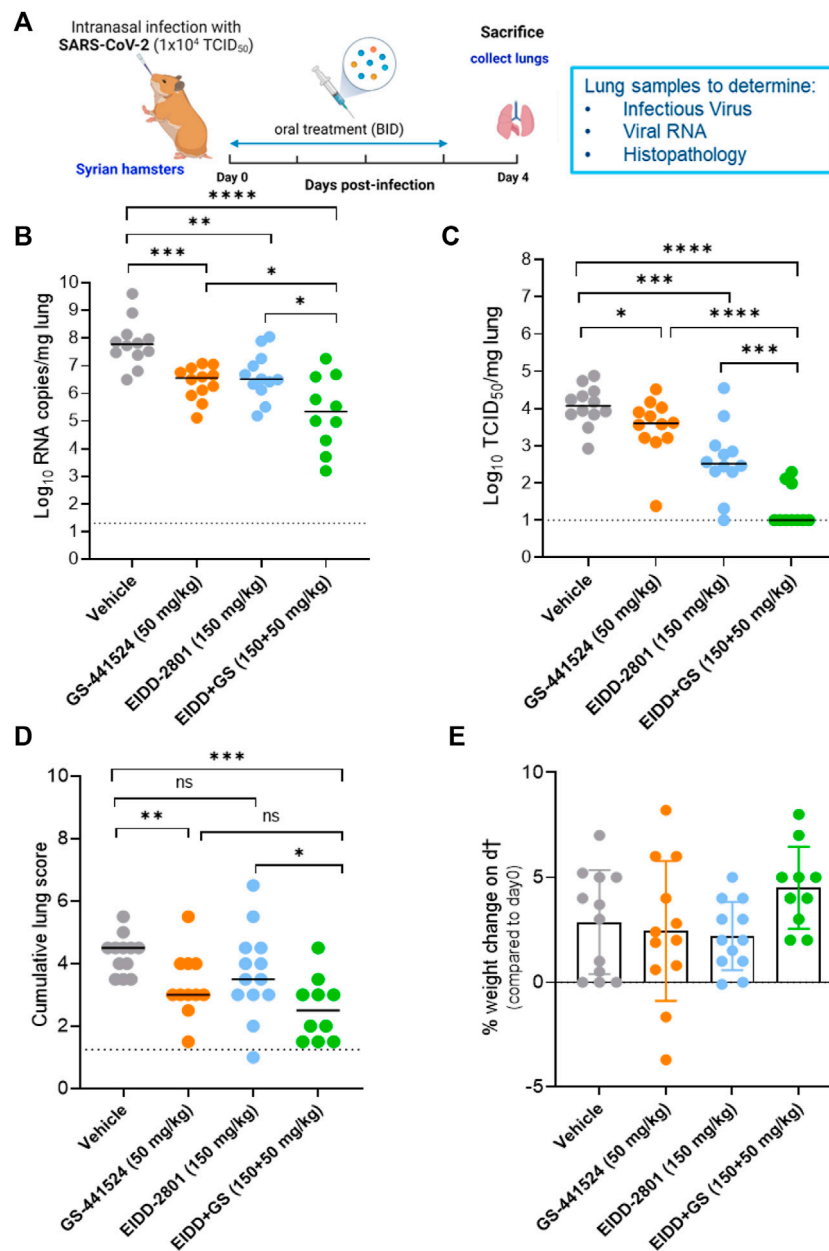 A
Intranasal infection with
SARS-CoV-2 (1x10⁴ TCID₅₀)
Syrian hamsters
oral treatment (BID)
Day 0
Days post-infection
Day 4
Sacrifice
collect lungs
Lung samples to determine:
• Infectious Virus
• Viral RNA
• Histopathology
B
****
**
***
*
*
Log₁₀ RNA copies/mg lung
10
9
8
7
6
5
4
3
2
1
0
Vehicle
GS-441524 (50 mg/kg)
EIDD-2801 (150 mg/kg)
EIDD+GS (150+50 mg/kg)
C
****
***
*
****
***
Log₁₀ TCID₅₀/mg lung
8
7
6
5
4
3
2
1
0
Vehicle
GS-441524 (50 mg/kg)
EIDD-2801 (150 mg/kg)
EIDD+GS (150+50 mg/kg)
D
***
ns
**
ns
*
Cumulative lung score
10
8
6
4
2
0
Vehicle
GS-441524 (50 mg/kg)
EIDD-2801 (150 mg/kg)
EIDD+GS (150+50 mg/kg)
E
% weight change on d†
(compared to day0)
10
5
0
-5
Vehicle
GS-441524 (50 mg/kg)
EIDD-2801 (150 mg/kg)
EIDD+GS (150+50 mg/kg)